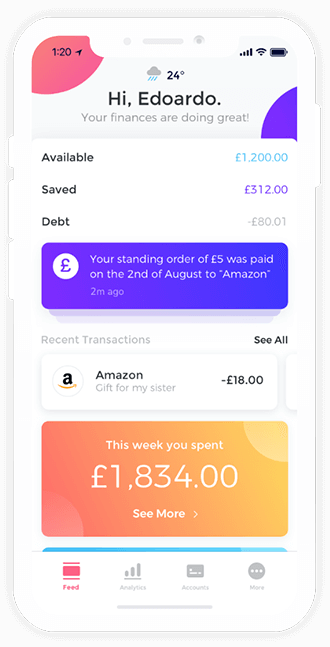 1:20
24°
Hi, Edoardo.
Your finances are doing great!
Available £1,200.00
Saved £312.00
Debt -£80.01
£ Your standing order of £5 was paid
on the 2nd of August to “Amazon”
2m ago
Recent Transactions See All
a Amazon -£18.00
Gift for my sister
This week you spent
£1,834.00
See More
Feed Analytics Accounts More